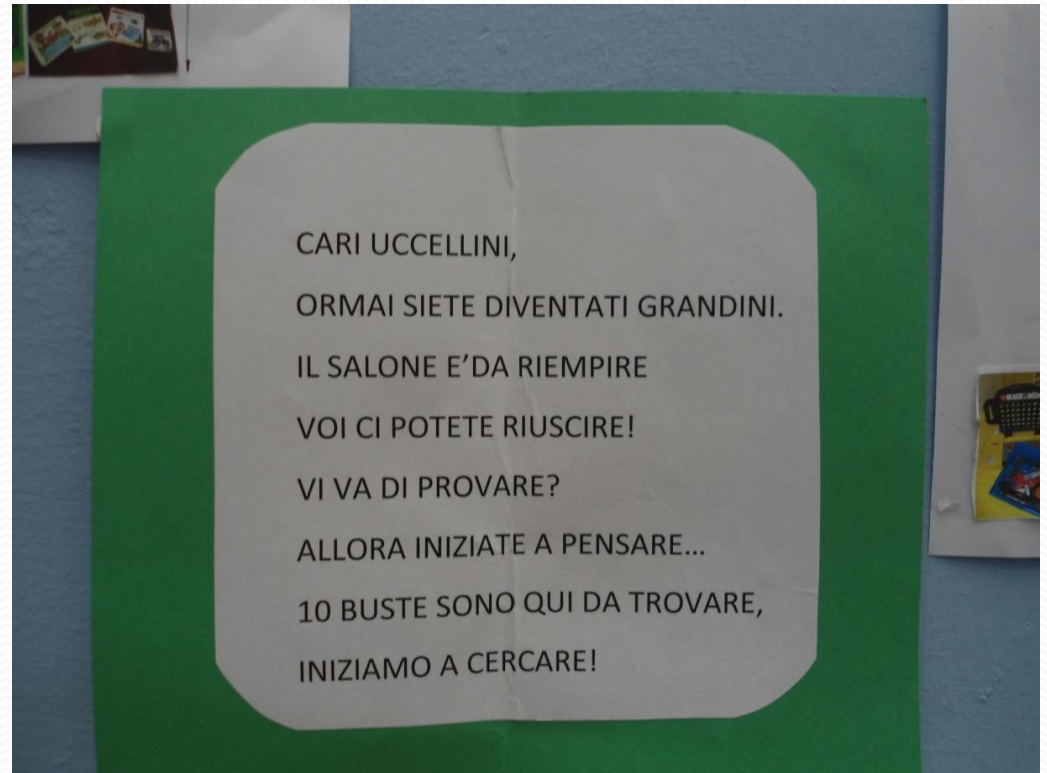 CARI UCCELLINI,
ORMAI SIETE DIVENTATI GRANDINI.
IL SALONE E'DA RIEMPIRE
VOI CI POTETE RIUSCIRE!
VI VA DI PROVARE?
ALLORA INIZIATE A PENSARE...
10 BUSTE SONO QUI DA TROVARE,
INIZIAMO A CERCARE!